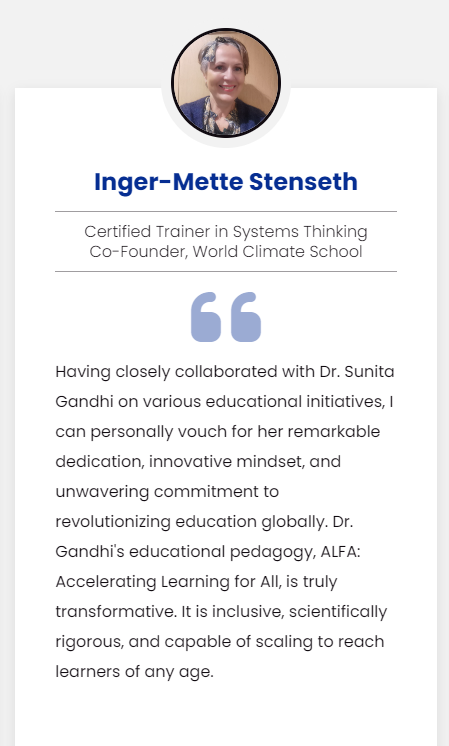 Inger-Mette Stenseth
Certified Trainer in Systems Thinking
Co-Founder, World Climate School
Having closely collaborated with Dr. Sunita
Gandhi on various educational initiatives, I
can personally vouch for her remarkable
dedication, innovative mindset, and
unwavering commitment to
revolutionizing education globally. Dr.
Gandhi's educational pedagogy, ALFA:
Accelerating Learning for All, is truly
transformative. It is inclusive, scientifically
rigorous, and capable of scaling to reach
learners of any age.